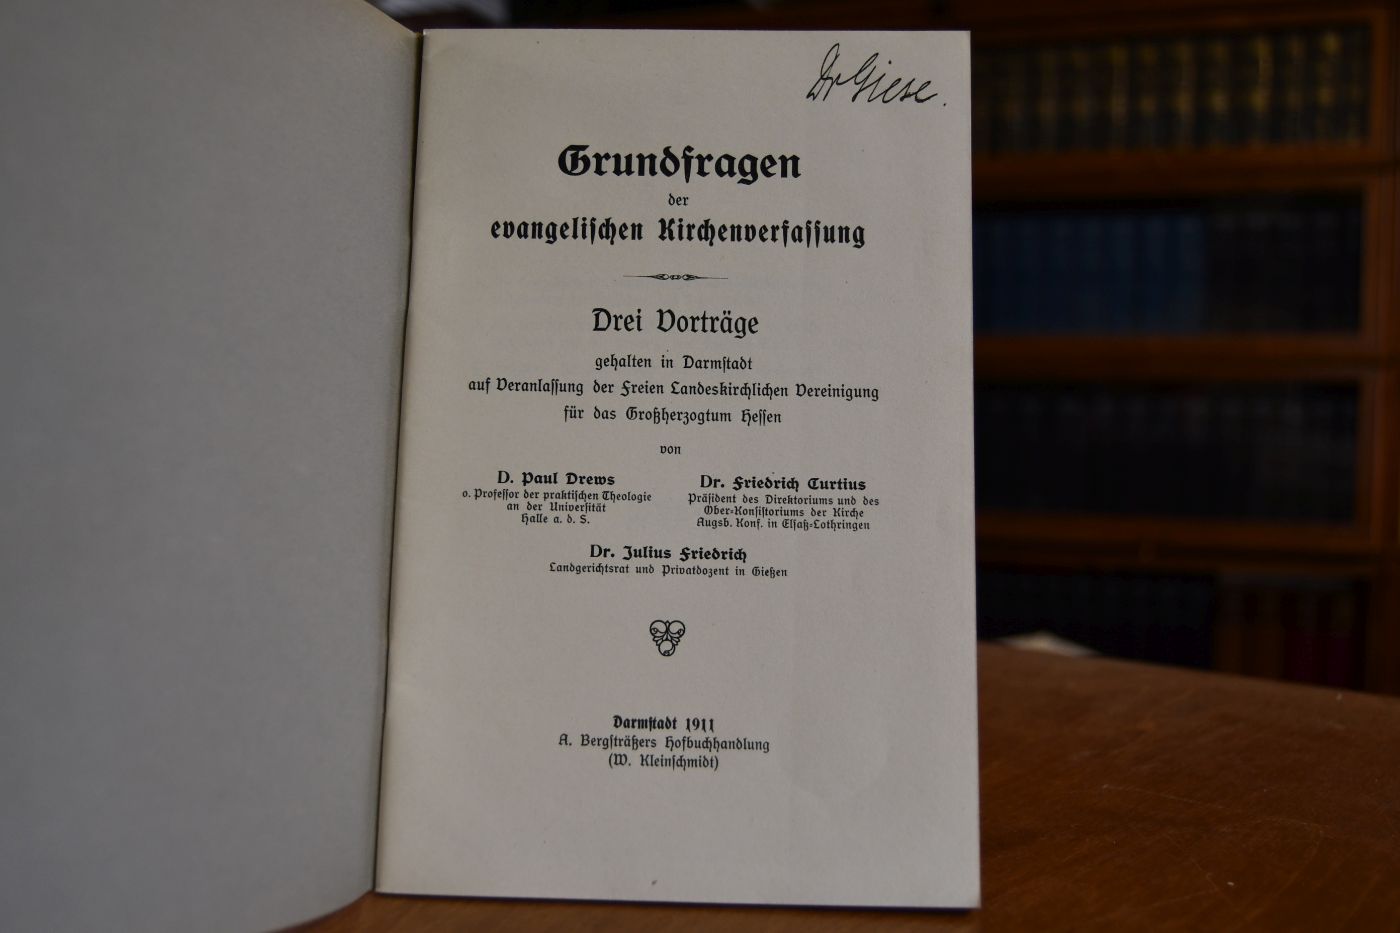 Dr Giese.
Grundfragen
der
evangelischen Kirchenverfassung
Drei Vorträge
gehalten in Darmstadt
auf Veranlassung der Freien Landeskirchlichen Vereinigung
für das Großherzogtum Hessen
von
D. Paul Drews
o. Professor der praktischen Theologie
an der Universität
Halle a. d. S.
Dr. Friedrich Curtius
Präsident des Direktoriums und des
Ober-Konsistoriums der Kirche
Augsb. Konf. in Elsaß-Lothringen
Dr. Julius Friedrich
Landgerichtsrat und Privatdozent in Gießen
Darmstadt 1911
A. Bergsträßers Hofbuchhandlung
(W. Kleinschmidt)